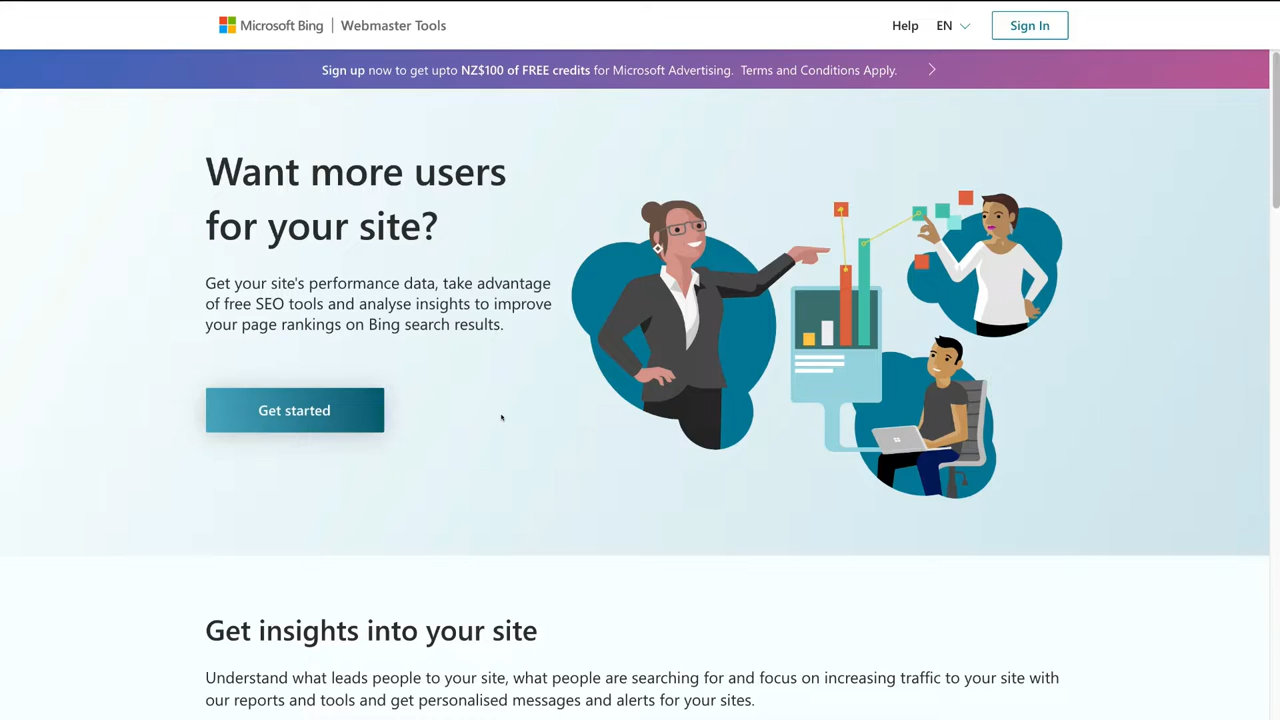 Microsoft Bing | Webmaster Tools
Help
EN
Sign In
Sign up now to get upto NZ$100 of FREE credits for Microsoft Advertising. Terms and Conditions Apply.
Want more users
for your site?
Get your site's performance data, take advantage
of free SEO tools and analyse insights to improve
your page rankings on Bing search results.
Get started
Get insights into your site
Understand what leads people to your site, what people are searching for and focus on increasing traffic to your site with
our reports and tools and get personalised messages and alerts for your sites.